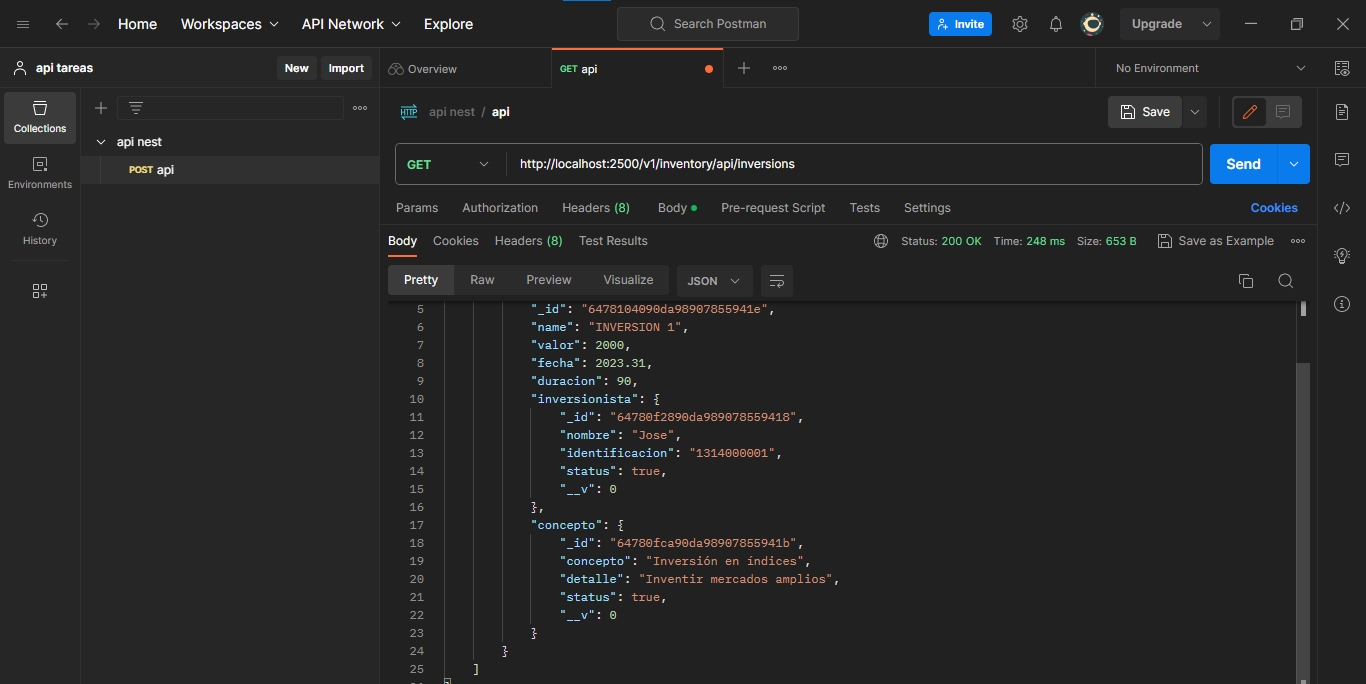 Home Workspaces API Network Explore Search Postman Invite Upgrade
api tareas New Import Overview GET api No Environment
api nest / api Save
Collections
api nest
POST api
Environments
History
GET http://localhost:2500/v1/inventory/api/inversions Send
Params Authorization Headers (8) Body Pre-request Script Tests Settings Cookies
Body Cookies Headers (8) Test Results Status: 200 OK Time: 248 ms Size: 653 B Save as Example
Pretty Raw Preview Visualize JSON
5 "_id": "6478104090da98907855941e",
6 "name": "INVERSION 1",
7 "valor": 2000,
8 "fecha": 2023.31,
9 "duracion": 90,
10 "inversionista": {
11 "_id": "64780f2890da989078559418",
12 "nombre": "Jose",
13 "identificacion": "1314000001",
14 "status": true,
15 "__v": 0
16 },
17 "concepto": {
18 "_id": "64780fca90da98907855941b",
19 "concepto": "Inversión en índices",
20 "detalle": "Inventir mercados amplios",
21 "status": true,
22 "__v": 0
23 }
24 }
25 ]